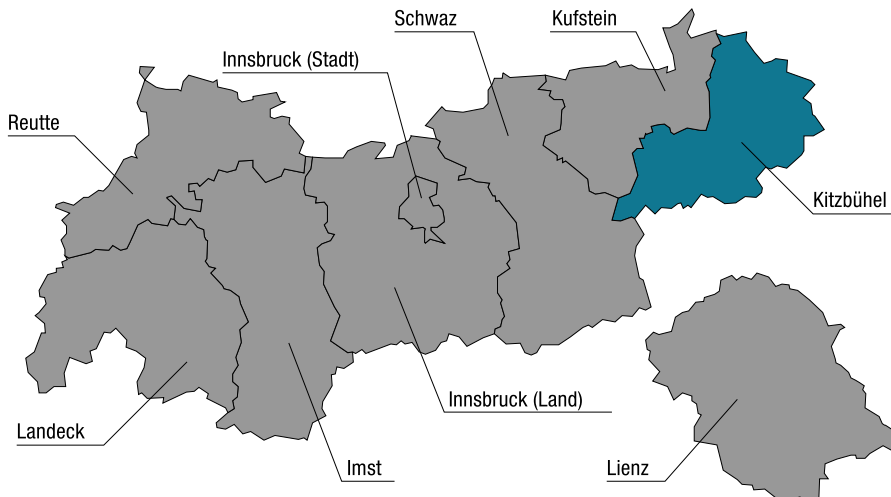 Schwaz
Kufstein
Innsbruck (Stadt)
Reutte
Kitzbühel
Innsbruck (Land)
Landeck
Imst
Lienz